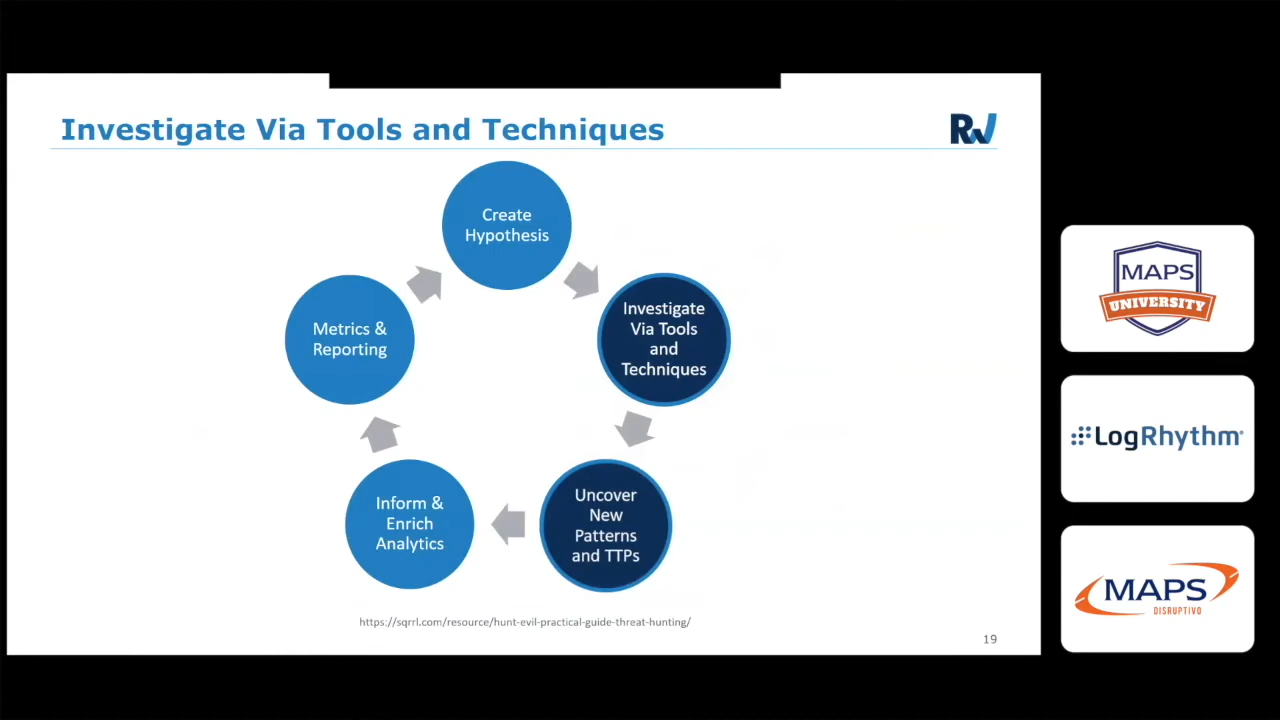 Investigate Via Tools and Techniques
RW
Create
Hypothesis
Investigate
Via Tools
and
Techniques
Uncover
New
Patterns
and TTPs
Inform &
Enrich
Analytics
Metrics &
Reporting
https://sqrrl.com/resource/hunt-evil-practical-guide-threat-hunting/
19
MAPS
UNIVERSITY
LogRhythm
MAPS
DISRUPTIVO